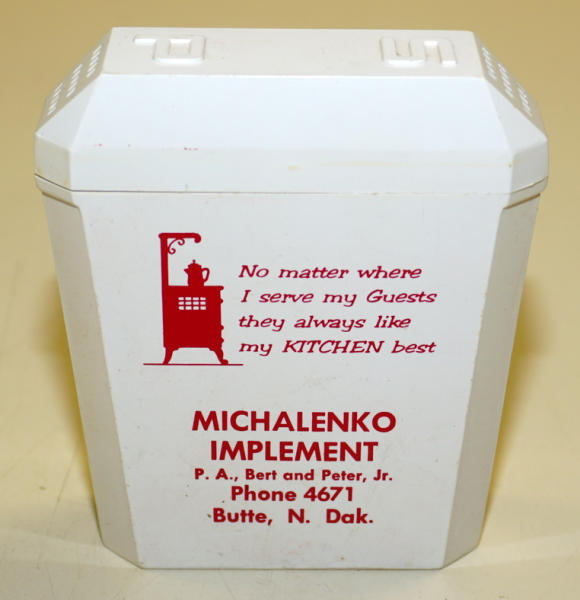 P S
No matter where
I serve my Guests
they always like
my KITCHEN best
MICHALENKO
IMPLEMENT
P. A., Bert and Peter, Jr.
Phone 4671
Butte, N. Dak.